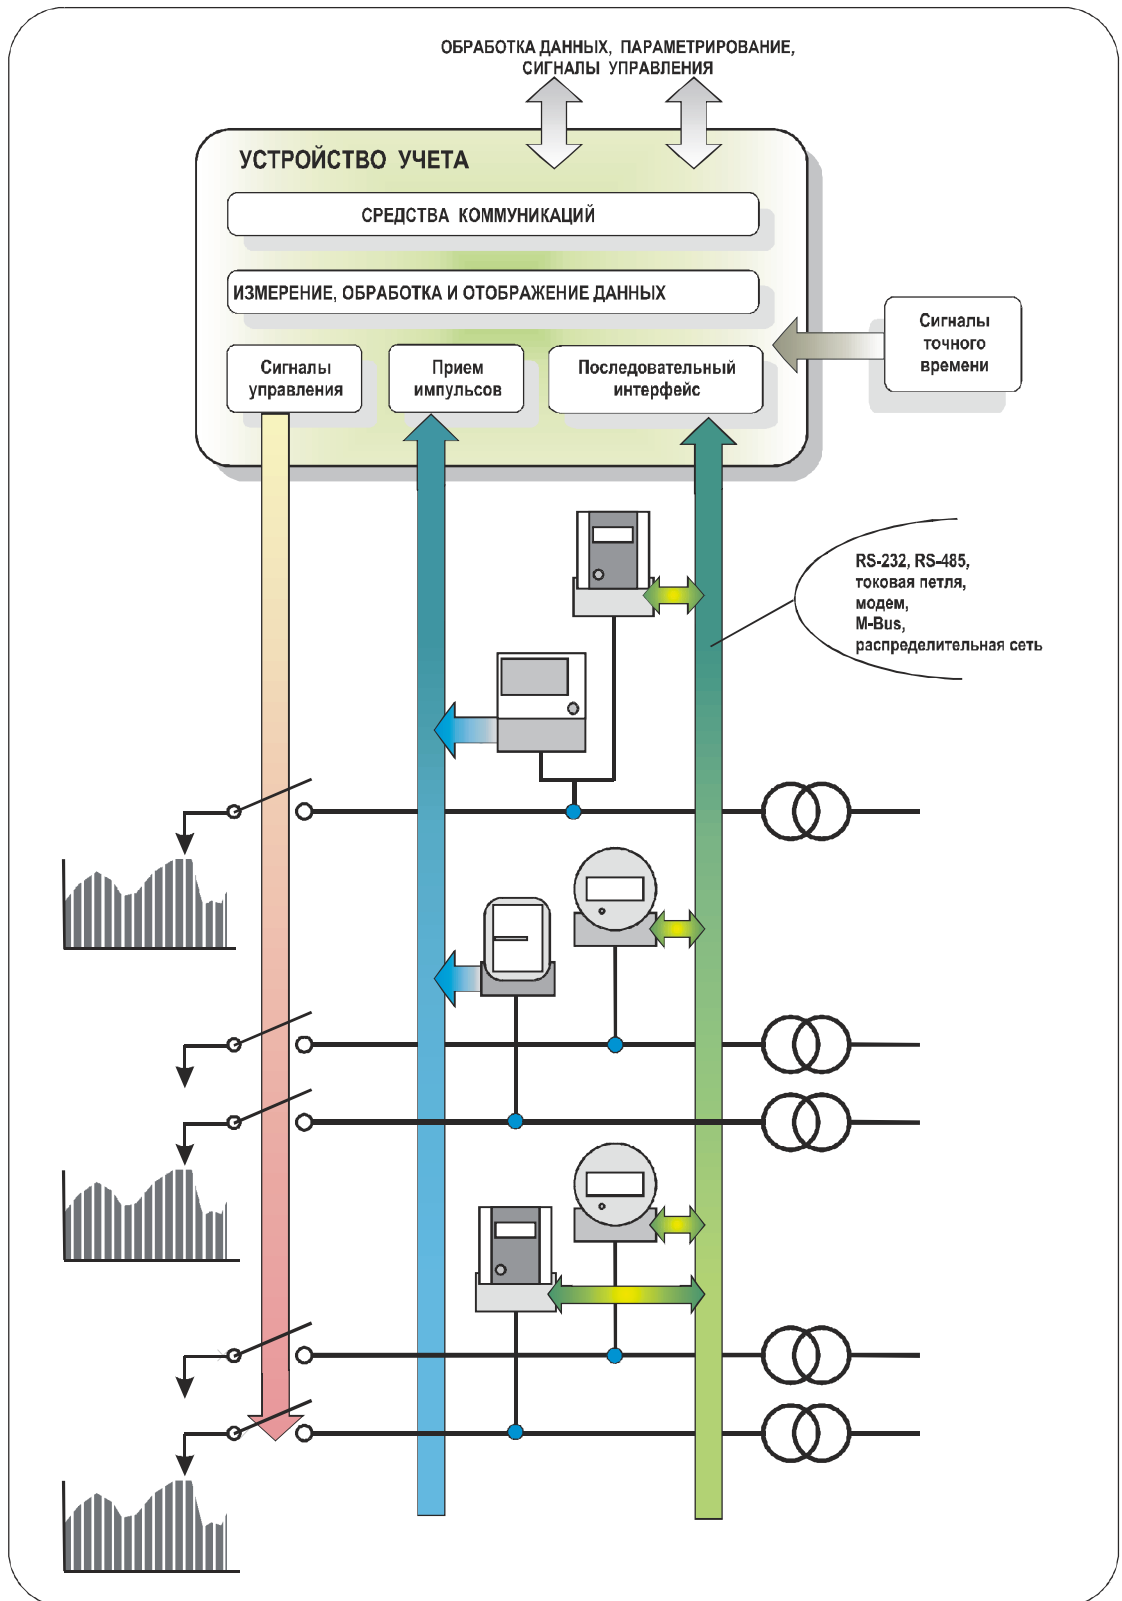 ОБРАБОТКА ДАННЫХ, ПАРАМЕТРИРОВАНИЕ,
СИГНАЛЫ УПРАВЛЕНИЯ
УСТРОЙСТВО УЧЕТА
СРЕДСТВА КОММУНИКАЦИЙ
ИЗМЕРЕНИЕ, ОБРАБОТКА И ОТОБРАЖЕНИЕ ДАННЫХ
Сигналы
управления
Прием
импульсов
Последовательный
интерфейс
Сигналы
точного
времени
RS-232, RS-485,
токовая петля,
модем,
M-Bus,
распределительная сеть